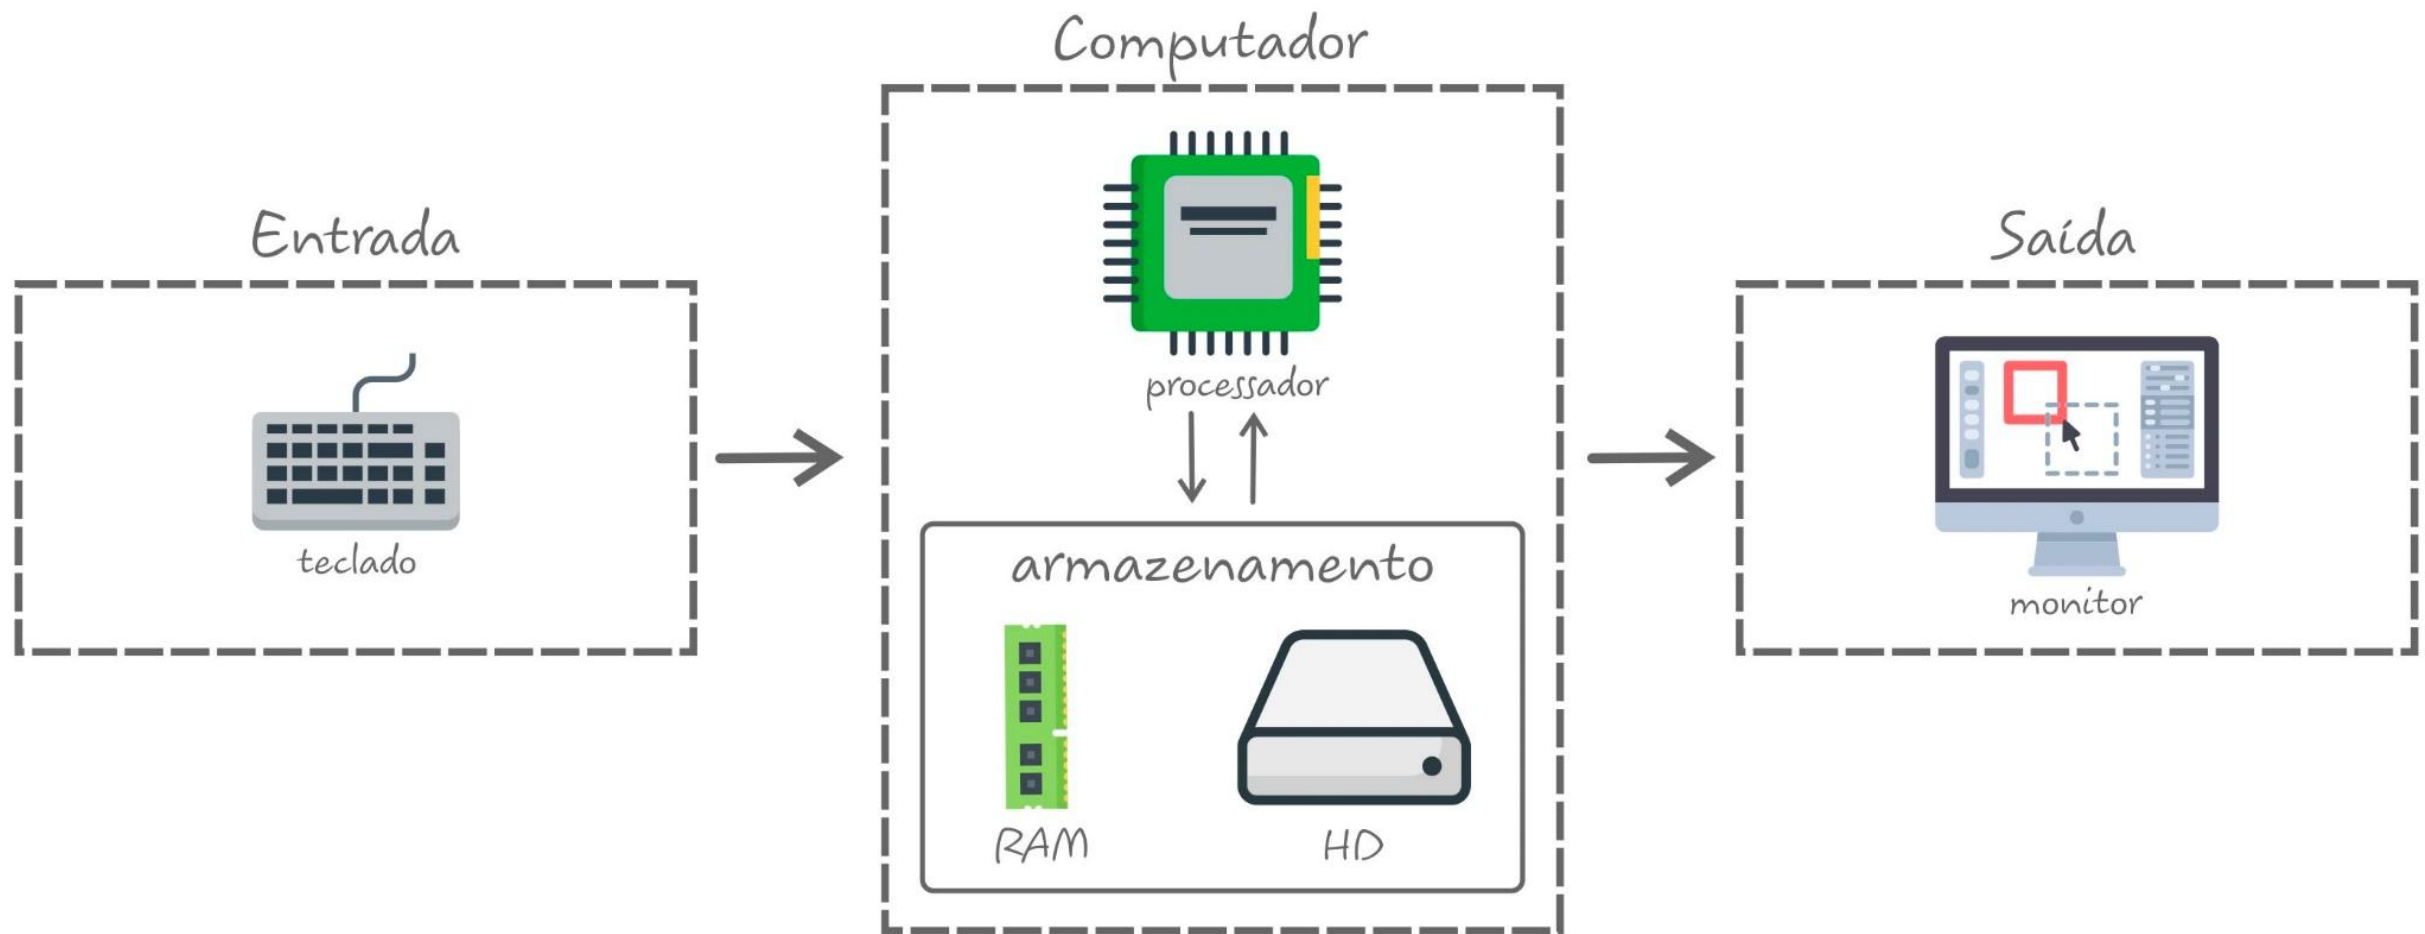 Computador
Entrada
Saída
processador
teclado
armazenamento
monitor
RAM
HD